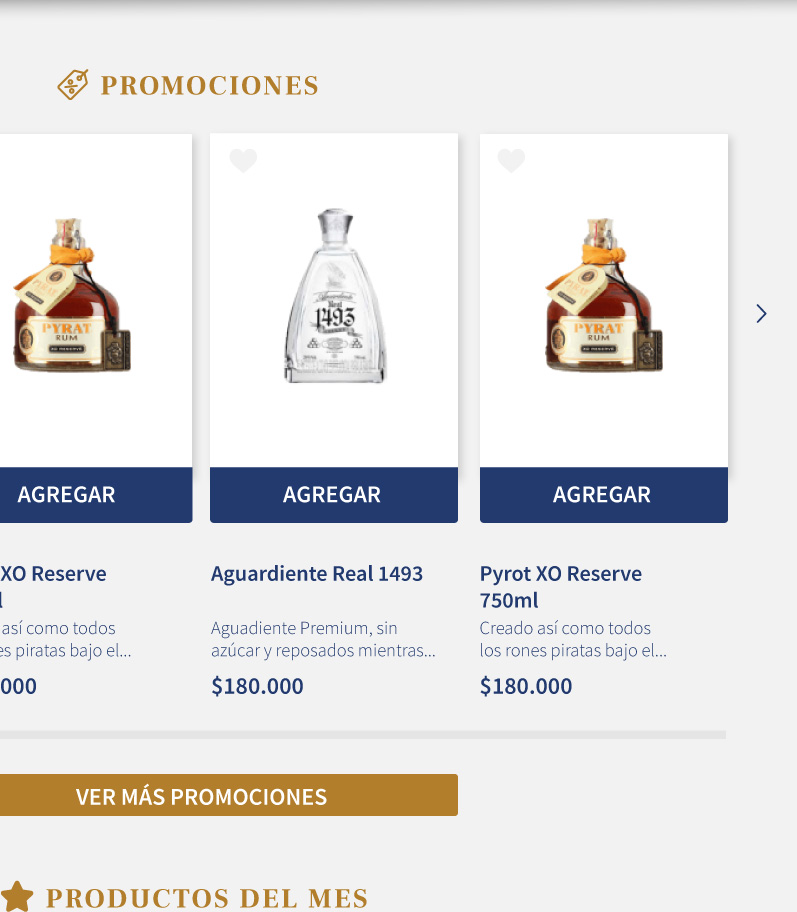 PROMOCIONES
PYRAT
RUM
XO RESERVE
Real
1493
PYRAT
RUM
XO RESERVE
AGREGAR
AGREGAR
AGREGAR
XO Reserve
l
así como todos
es piratas bajo el...
000
Aguardiente Real 1493
Aguadiente Premium, sin
azúcar y reposados mientras...
$180.000
Pyrot XO Reserve
750ml
Creado así como todos
los rones piratas bajo el...
$180.000
VER MÁS PROMOCIONES
PRODUCTOS DEL MES